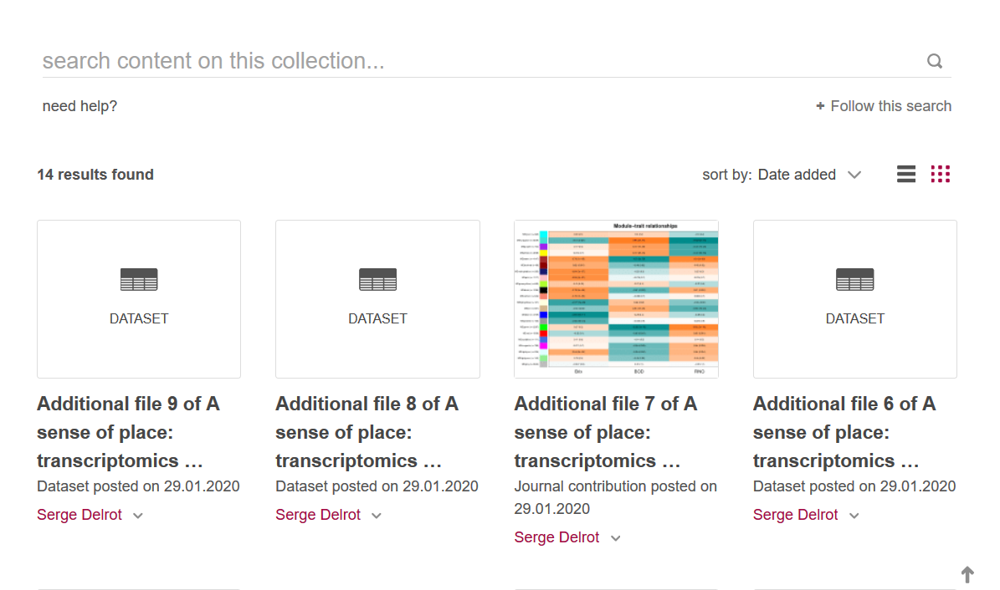 search content on this collection...
need help?
+ Follow this search
14 results found
sort by: Date added
DATASET
Additional file 9 of A
sense of place:
transcriptomics …
Dataset posted on 29.01.2020
Serge Delrot
DATASET
Additional file 8 of A
sense of place:
transcriptomics …
Dataset posted on 29.01.2020
Serge Delrot
Module−trait relationships
Brix
BOD
RNO
Additional file 7 of A
sense of place:
transcriptomics …
Journal contribution posted on
29.01.2020
Serge Delrot
DATASET
Additional file 6 of A
sense of place:
transcriptomics …
Dataset posted on 29.01.2020
Serge Delrot